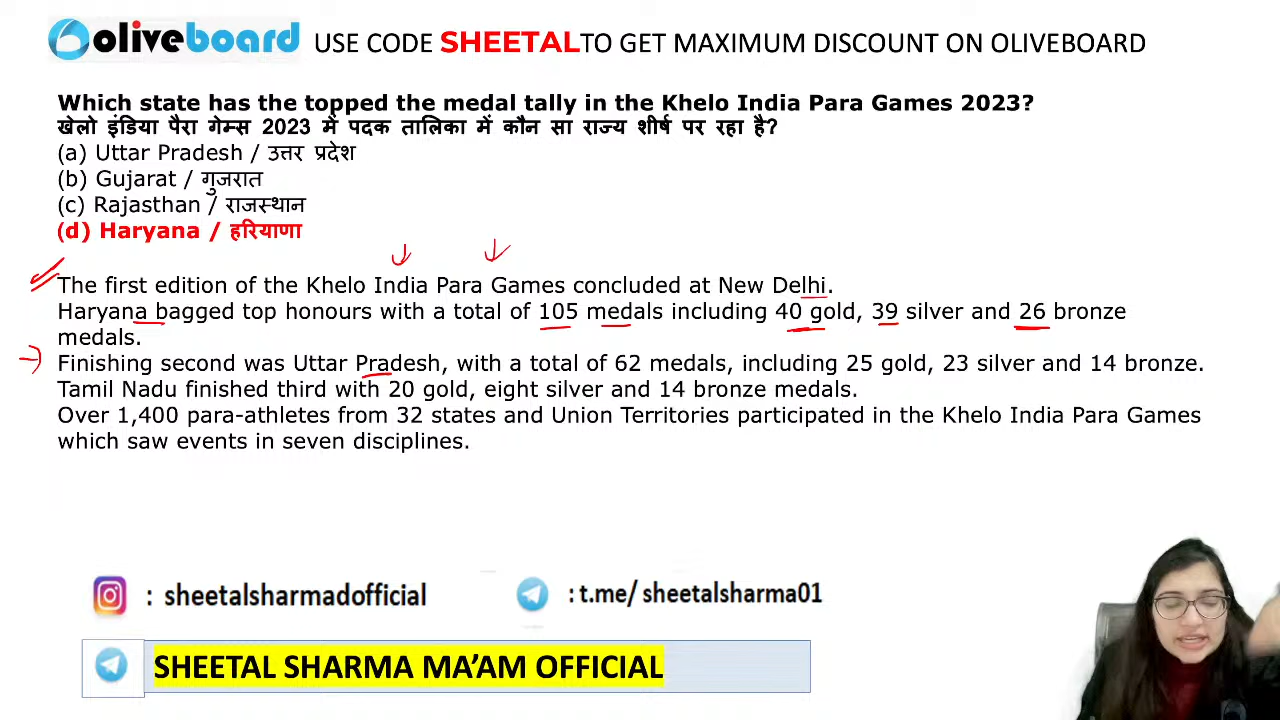 oliveboard USE CODE SHEETAL TO GET MAXIMUM DISCOUNT ON OLIVEBOARD
Which state has the topped the medal tally in the Khelo India Para Games 2023?
खेलो इंडिया पैरा गेम्स 2023 में पदक तालिका में कौन सा राज्य शीर्ष पर रहा है?
(a) Uttar Pradesh / उत्तर प्रदेश
(b) Gujarat / गुजरात
(c) Rajasthan / राजस्थान
(d) Haryana / हरियाणा
The first edition of the Khelo India Para Games concluded at New Delhi.
Haryana bagged top honours with a total of 105 medals including 40 gold, 39 silver and 26 bronze
medals.
Finishing second was Uttar Pradesh, with a total of 62 medals, including 25 gold, 23 silver and 14 bronze.
Tamil Nadu finished third with 20 gold, eight silver and 14 bronze medals.
Over 1,400 para-athletes from 32 states and Union Territories participated in the Khelo India Para Games
which saw events in seven disciplines.
: sheetalsharmadofficial : t.me/ sheetalsharma01
SHEETAL SHARMA MA’AM OFFICIAL